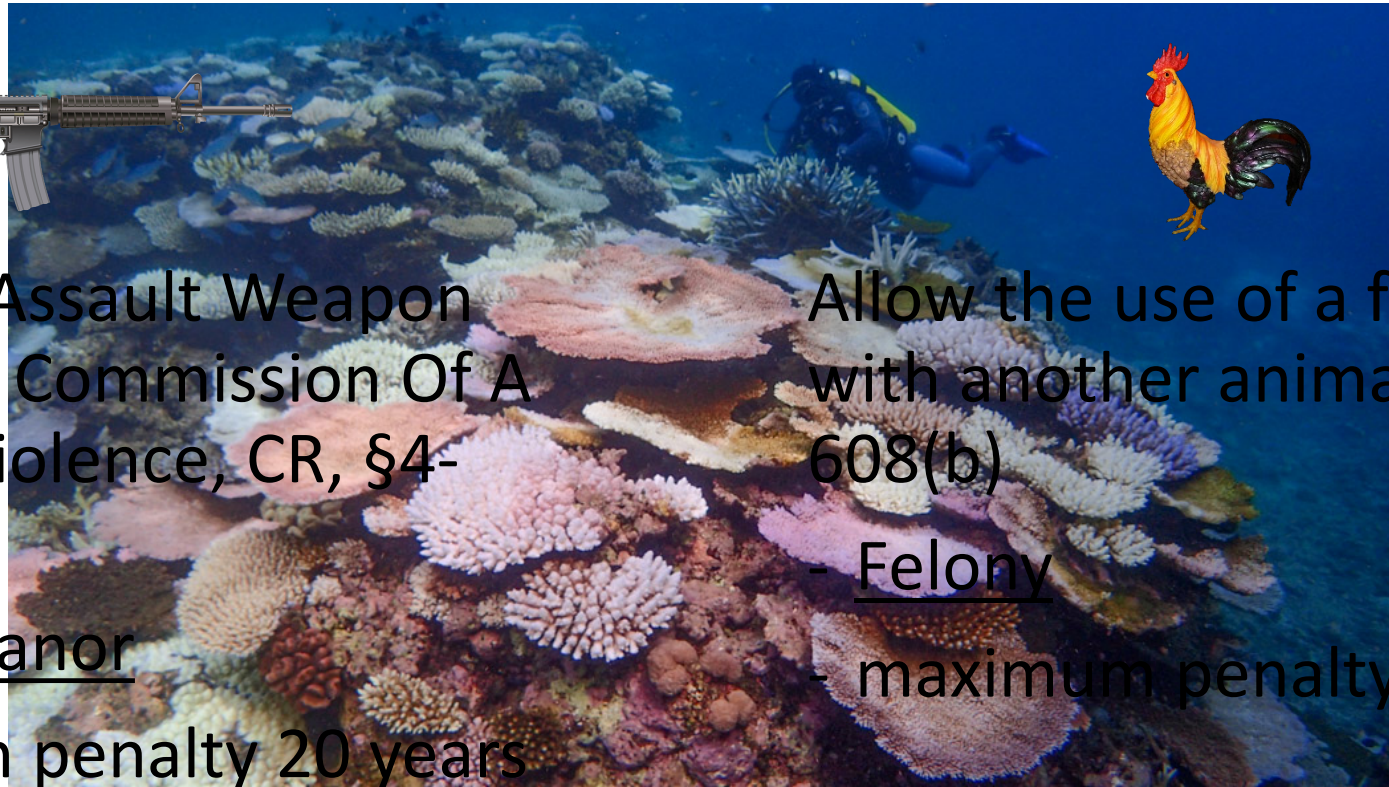 Assault Weapon
Commission Of A
iolence, CR, §4-
anor
penalty 20 years
Allow the use of a f
with another anima
608(b)
- Felony
- maximum penalty